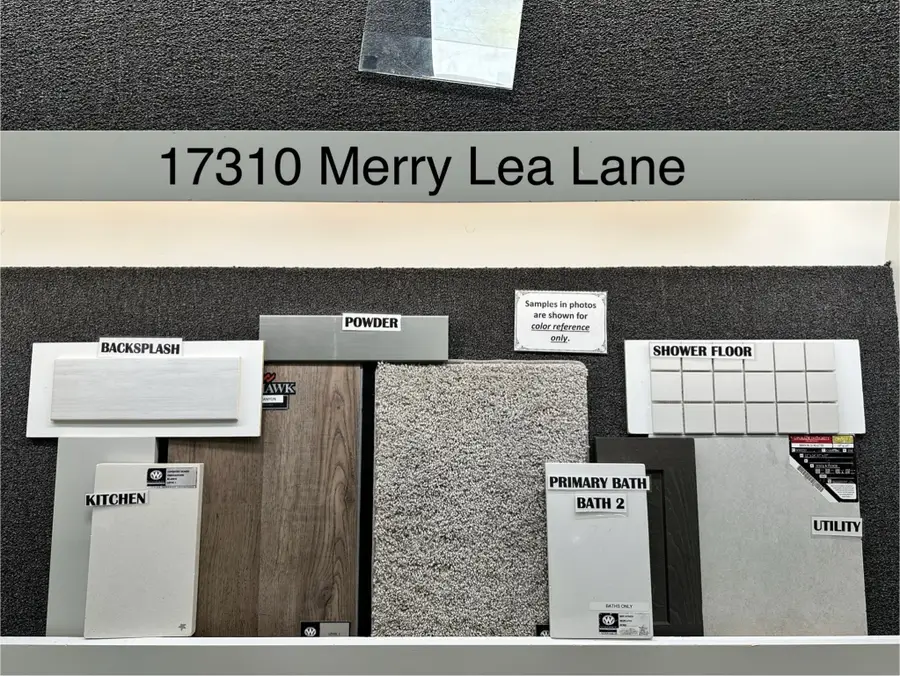 17310 Merry Lea Lane
Samples in photos
are shown for
color reference
only.
POWDER
BACKSPLASH
SHOWER FLOOR
KITCHEN
PRIMARY BATH
BATH 2
UTILITY
BATHS ONLY